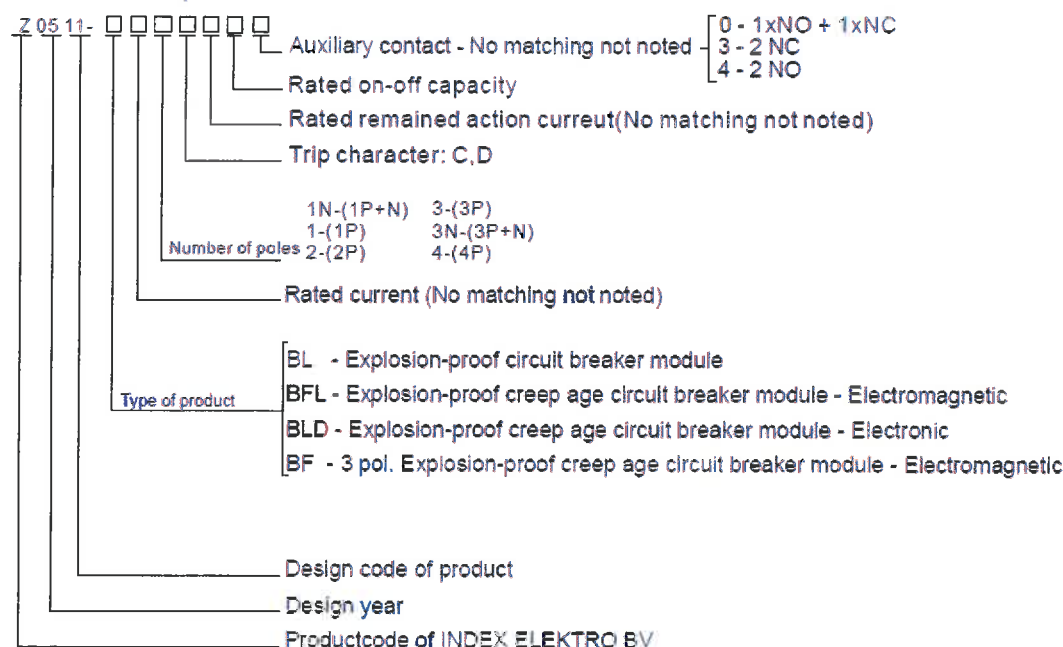 Z 05 11- □ □ □ □ □ □ □
Auxiliary contact - No matching not noted
0 - 1xNO + 1xNC
3 - 2 NC
4 - 2 NO
Rated on-off capacity
Rated remained action curreut(No matching not noted)
Trip character: C,D
1N-(1P+N) 3-(3P)
1-(1P) 3N-(3P+N)
Number of poles 2-(2P) 4-(4P)
Rated current (No matching not noted)
BL - Explosion-proof circuit breaker module
Type of product
BFL - Explosion-proof creep age circuit breaker module - Electromagnetic
BLD - Explosion-proof creep age circuit breaker module - Electronic
BF - 3 pol. Explosion-proof creep age circuit breaker module - Electromagnetic
Design code of product
Design year
Productcode of INDEX ELEKTRO BV